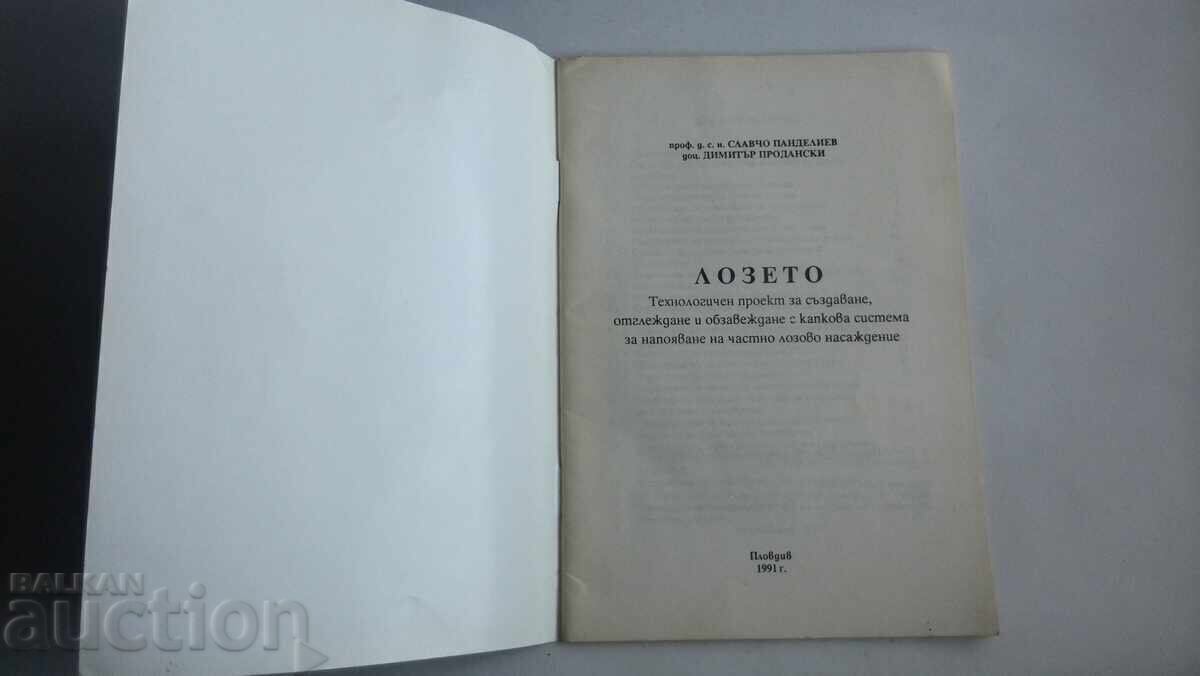 проф. д. с. н. СЛАВЧО ПАНДЕЛИЕВ
доц. ДИМИТЪР ПРОДАНСКИ
ЛОЗЕТО
Технологичен проект за създаване,
отглеждане и обзавеждане с капкова система
за напояване на частно лозово насаждение
Пловдив
1991 г.
BALKAN
auction